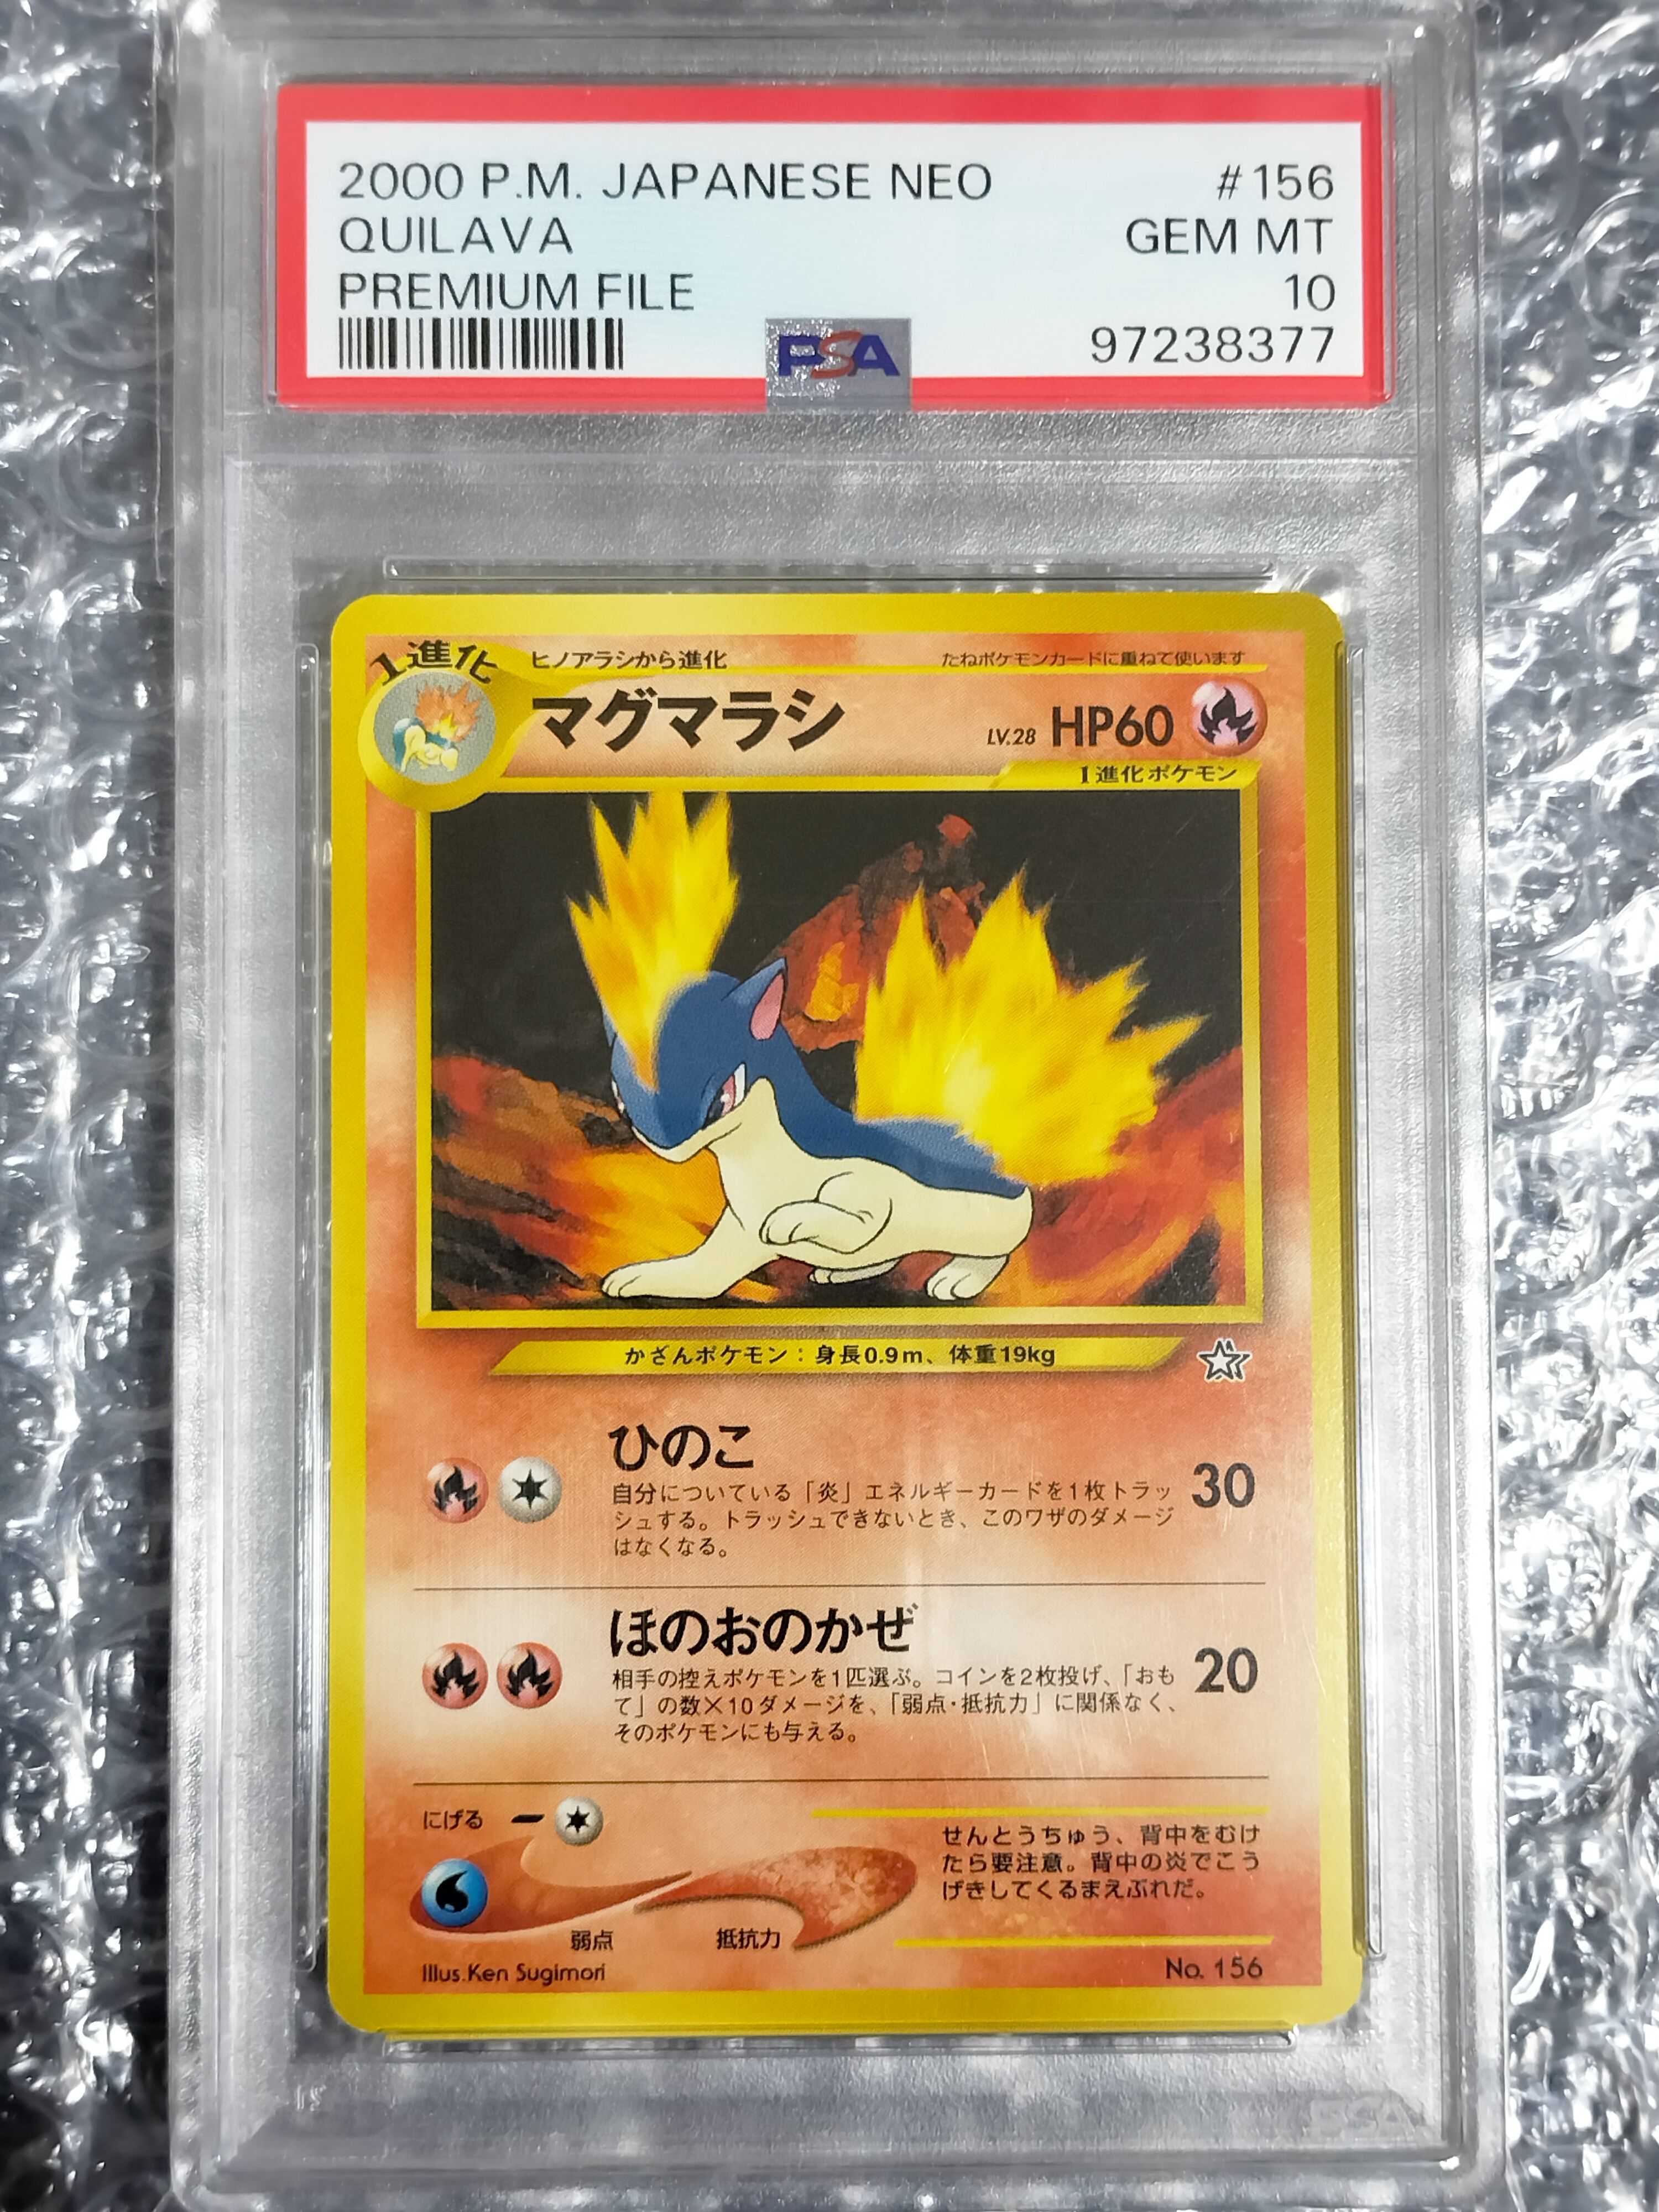 2000 P.M. JAPANESE NEO #156
QUILAVA GEM MT
PREMIUM FILE 10
PSA 97238377
1進化 ヒノアラシから進化 たねポケモンカードに重ねて使います
マグマラシ LV.28 HP60
1進化ポケモン
かざんポケモン：身長0.9m、体重19kg
ひのこ
自分についている「炎」エネルギーカードを1枚トラッ 30
シュする。トラッシュできないとき、このワザのダメージ
はなくなる。
ほのおのかぜ
相手の控えポケモンを1匹選ぶ。コインを2枚投げ、「おも 20
て」の数×10ダメージを、「弱点・抵抗力」に関係なく、
そのポケモンにも与える。
にげる
せんとうちゅう、背中をむけ
たら要注意。背中の炎でこう
げきしてくるまえぶれだ。
弱点 抵抗力
Illus.Ken Sugimori No. 156
PSA